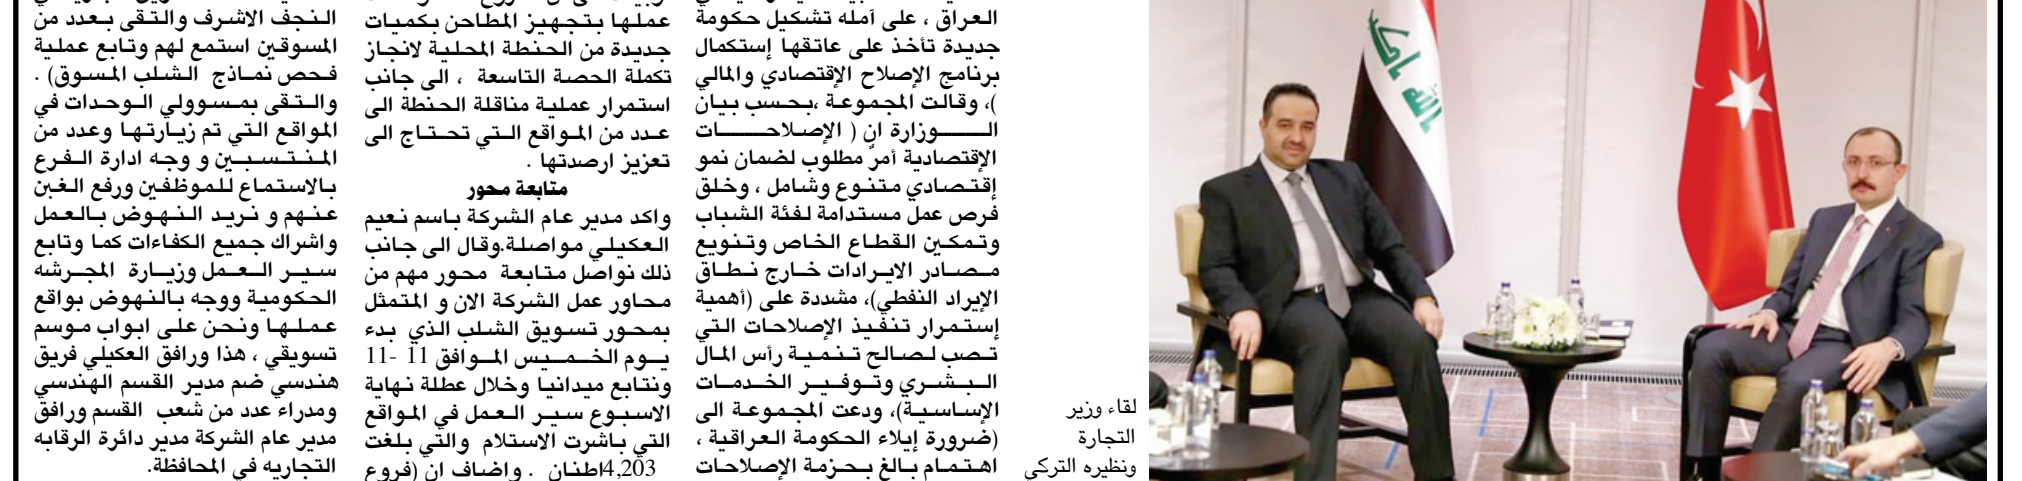 العراق ، على آمله تشكيل حكومة
جديدة تأخذ على عاتقها إستكمال
برنامج الإصلاح الإقتصادي والمالي
)، وقالت المجموعة ،بحسب بيان
الـــــوزارة ان ( الإصـلاحـــــات
الإقتصادية أمرٌ مطلوب لضمان نمو
إقتصادي متنوع وشامل ، وخلق
فرص عمل مستدامة لفئة الشباب
وتمكين القطاع الخاص وتنويع
مصادر الايرادات خارج نطاق
الإيراد النفطي)، مشددة على (أهمية
إستمرار تنفيذ الإصلاحات التي
تصب لصالح تنمية رأس المال
البشري وتوفير الخدمات
الإساسية)، ودعت المجموعة الى
(ضرورة إيلاء الحكومة العراقية ،
اهتمام بالغ بحزمة الإصلاحات
عملها بتجهيز المطاحن بكميات
جديدة من الحنطة المحلية لانجاز
تكملة الحصة التاسعة ، الى جانب
استمرار عملية مناقلة الحنطة الى
عدد من المواقع التي تحتاج الى
تعزيز ارصدتها .
متابعة محور
واكد مدير عام الشركة باسم نعيم
العكيلي مواصلة.وقال الى جانب
ذلك نواصل متابعة محور مهم من
محاور عمل الشركة الان و المتمثل
بمحور تسويق الشلب الذي بدء
يوم الخميس الموافق 11 -11
ونتابع ميدانيا وخلال عطلة نهاية
الاسبوع سير العمل في المواقع
التي باشرت الاستلام والتي بلغت
4,203اطنان . واضاف ان (فروع
النجف الاشرف والتقى بعدد من
المسوقين استمع لهم وتابع عملية
فحص نماذج الشلب المسوق) .
والتقى بمسوولي الوحدات في
المواقع التي تم زيارتها وعدد من
المنتسبين و وجه ادارة الفرع
بالاستماع للموظفين ورفع الغبن
عنهم و نريد النهوض بالعمل
واشراك جميع الكفاءات كما وتابع
سير العمل وزيارة المجرشه
الحكومية ووجه بالنهوض بواقع
عملها ونحن على ابواب موسم
تسويقي ، هذا ورافق العكيلي فريق
هندسي ضم مدير القسم الهندسي
ومدراء عدد من شعب القسم ورافق
مدير عام الشركة مدير دائرة الرقابه
التجاريه في المحافظة.
لقاء وزير
التجارة
ونظيره التركي
الله اكبر